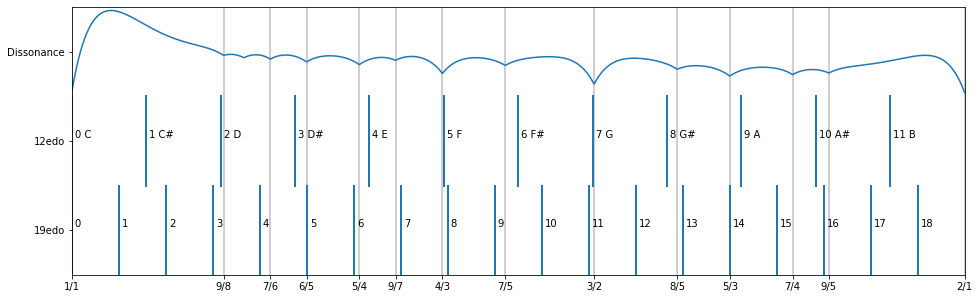 Dissonance
12edo
0 C 1 C# 2 D 3 D# 4 E 5 F 6 F# 7 G 8 G# 9 A 10 A# 11 B
19edo
0 1 2 3 4 5 6 7 8 9 10 11 12 13 14 15 16 17 18
1/1 9/8 7/6 6/5 5/4 9/7 4/3 7/5 3/2 8/5 5/3 7/4 9/5 2/1